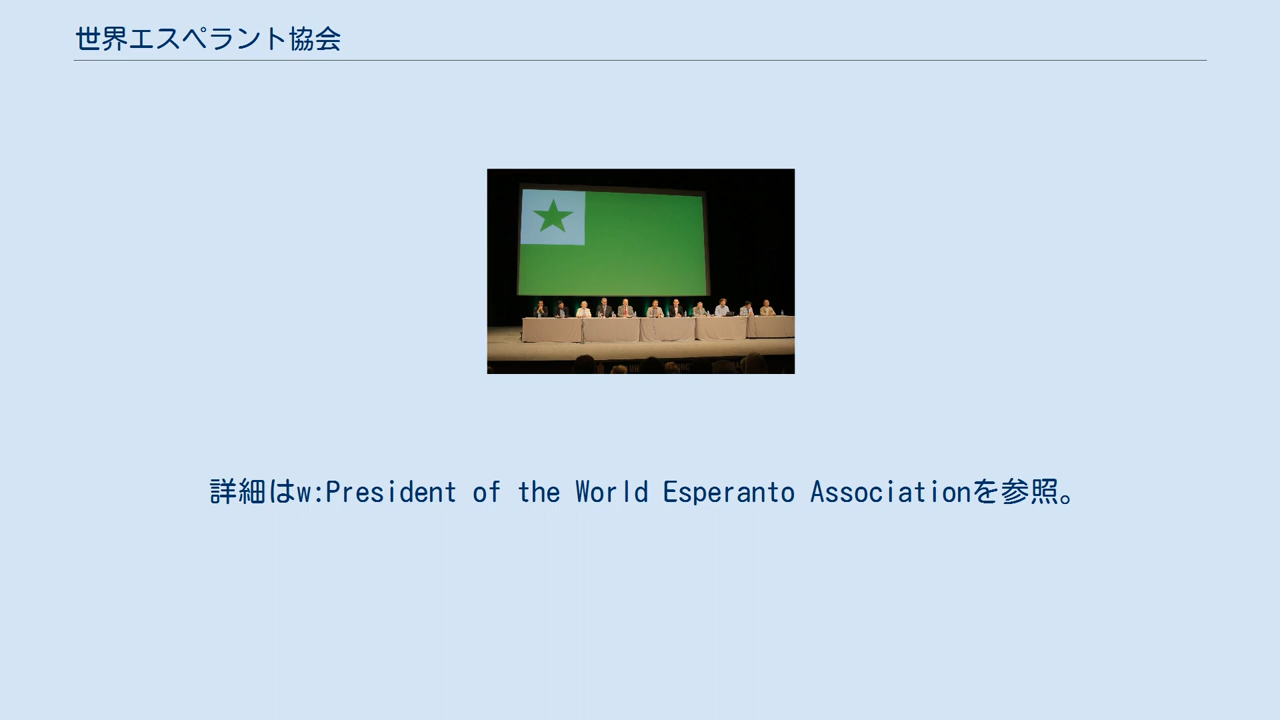 世界エスペラント協会
詳細はw:President of the World Esperanto Associationを参照。